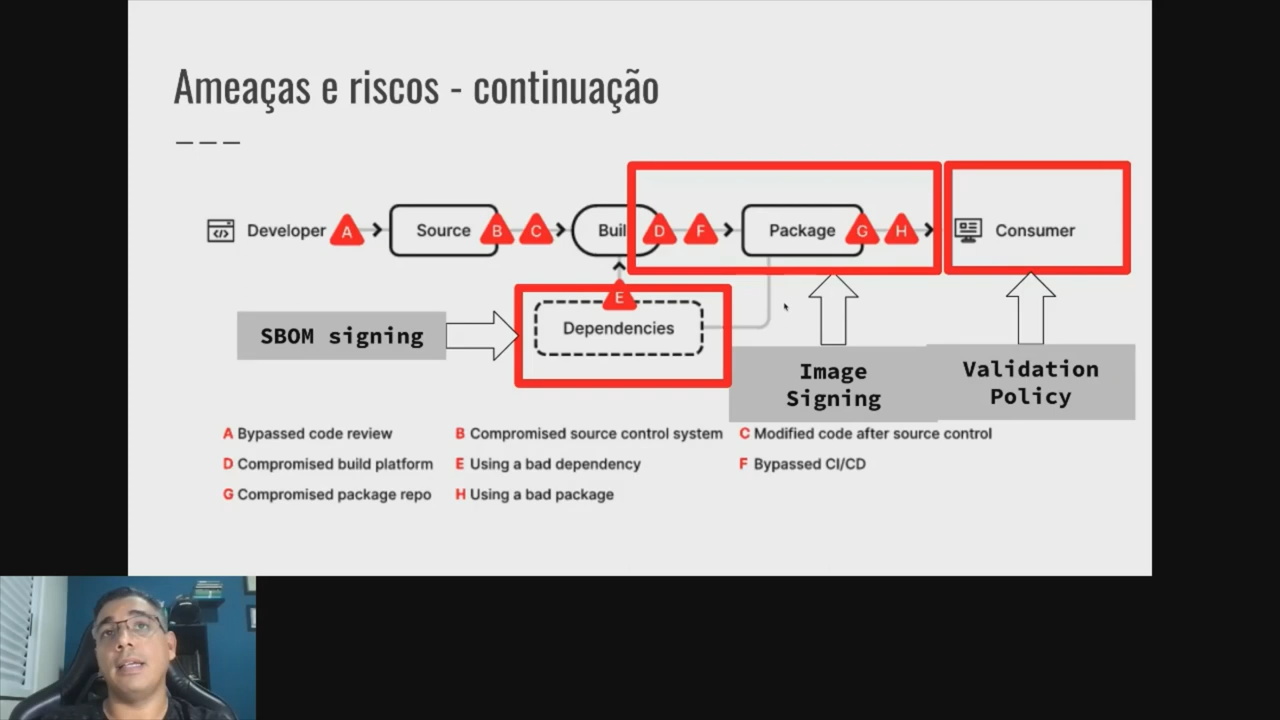 Ameaças e riscos - continuação
Developer A Source B C Buil D F Package G H Consumer
E
Dependencies
SBOM signing
Image
Signing
Validation
Policy
A Bypassed code review
B Compromised source control system
C Modified code after source control
D Compromised build platform
E Using a bad dependency
F Bypassed CI/CD
G Compromised package repo
H Using a bad package